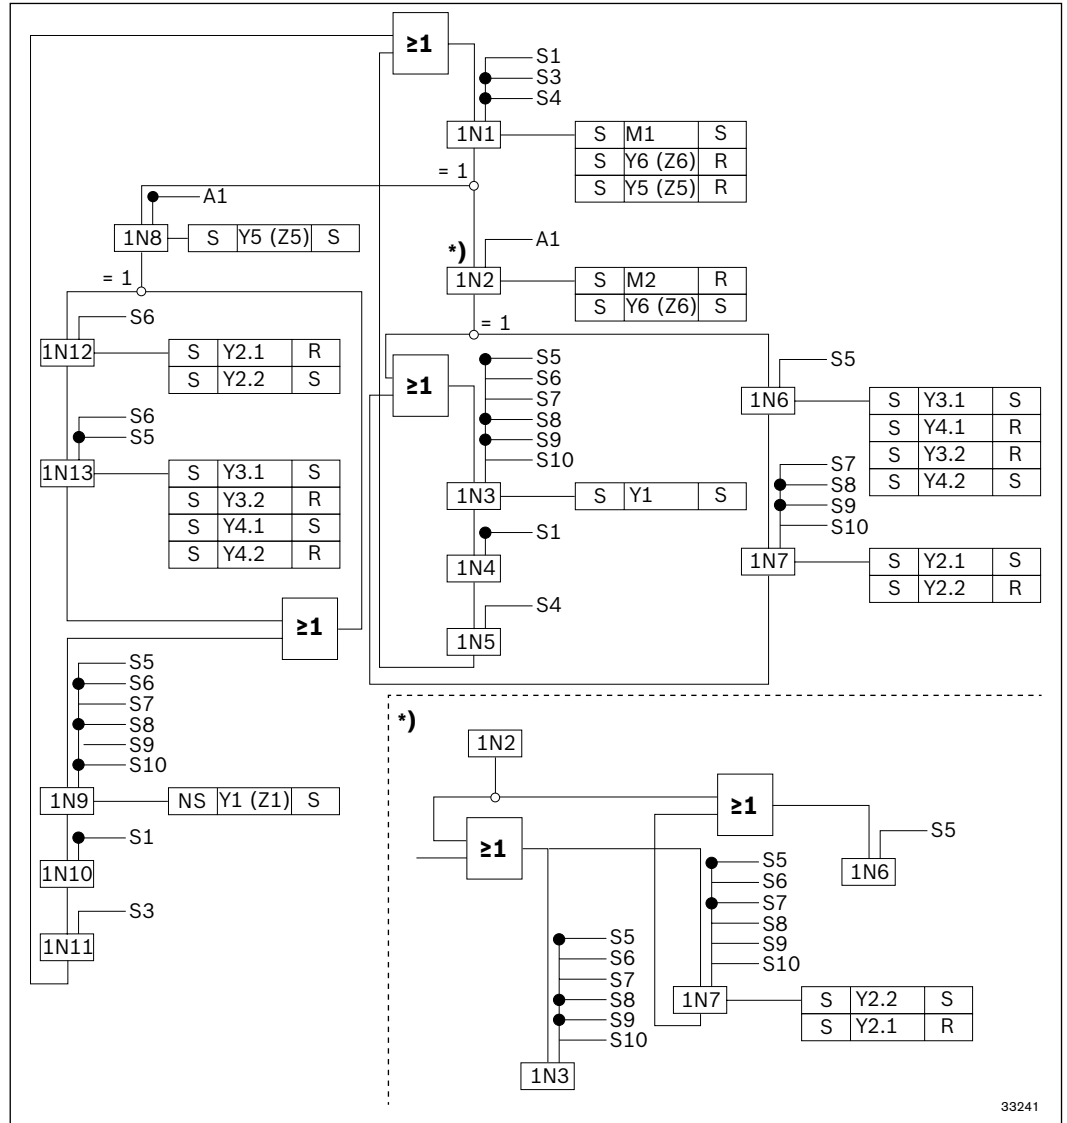 ≥1
S1
S3
S4
1N1
S M1 S
S Y6 (Z6) R
S Y5 (Z5) R
= 1
A1
1N8
S Y5 (Z5) S
= 1
*)
A1
1N2
S M2 R
S Y6 (Z6) S
= 1
S6
1N12
S Y2.1 R
S Y2.2 S
S6
S5
1N13
S Y3.1 S
S Y3.2 R
S Y4.1 S
S Y4.2 R
≥1
S5
S6
S7
S8
S9
S10
1N3
S Y1 S
S1
1N4
S4
1N5
S5
1N6
S Y3.1 S
S Y4.1 R
S Y3.2 R
S Y4.2 S
S7
S8
S9
S10
1N7
S Y2.1 S
S Y2.2 R
≥1
S5
S6
S7
S8
S9
S10
1N9
NS Y1 (Z1) S
S1
1N10
S3
1N11
*)
1N2
≥1
≥1
S5
1N6
S5
S6
S7
S8
S9
S10
1N7
S Y2.2 S
S Y2.1 R
S5
S6
S7
S8
S9
S10
1N3
33241